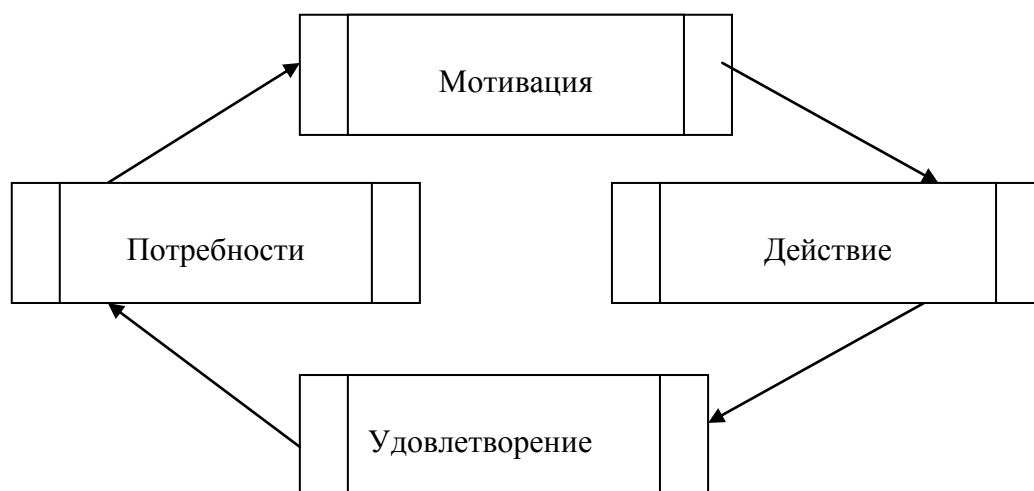 Мотивация
Потребности
Действие
Удовлетворение